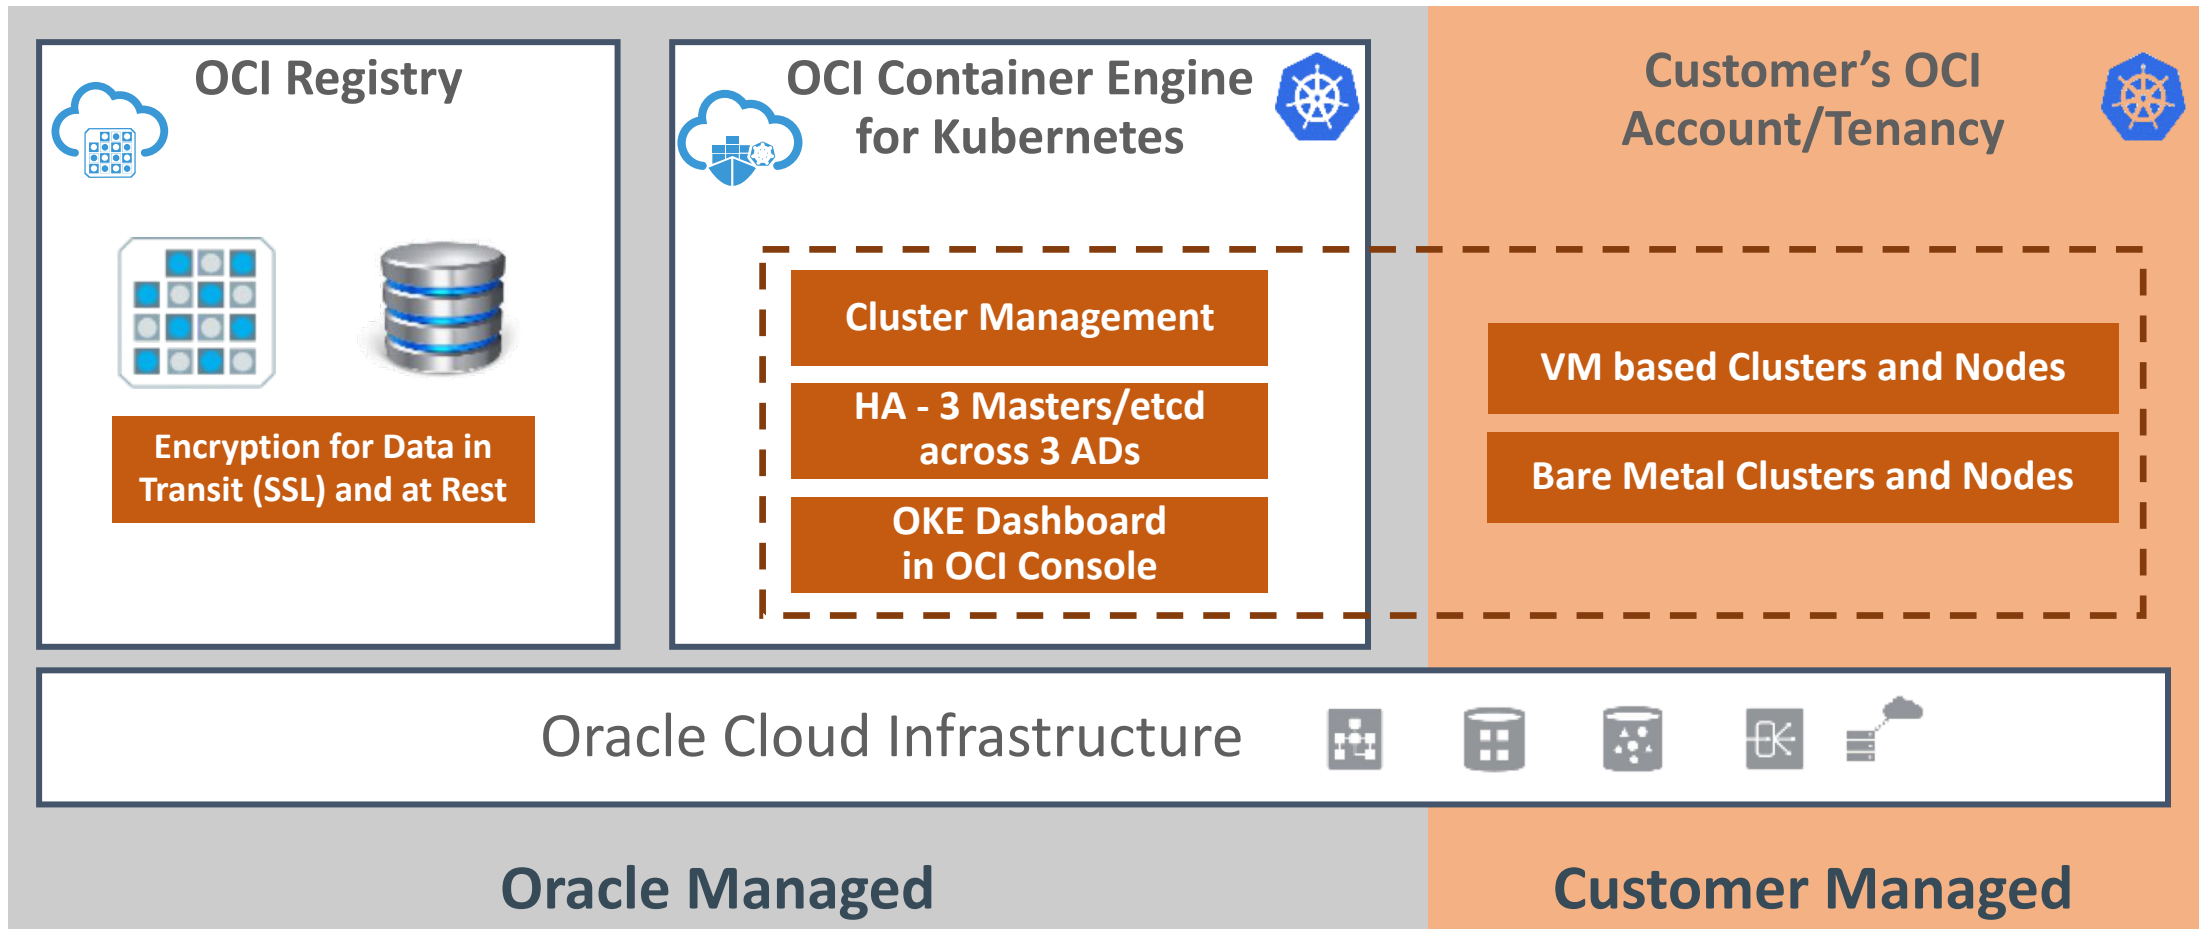 OCI Registry
Encryption for Data in
Transit (SSL) and at Rest
OCI Container Engine
for Kubernetes
Cluster Management
HA - 3 Masters/etcd
across 3 ADs
OKE Dashboard
in OCI Console
Customer’s OCI
Account/Tenancy
VM based Clusters and Nodes
Bare Metal Clusters and Nodes
Oracle Cloud Infrastructure
Oracle Managed
Customer Managed